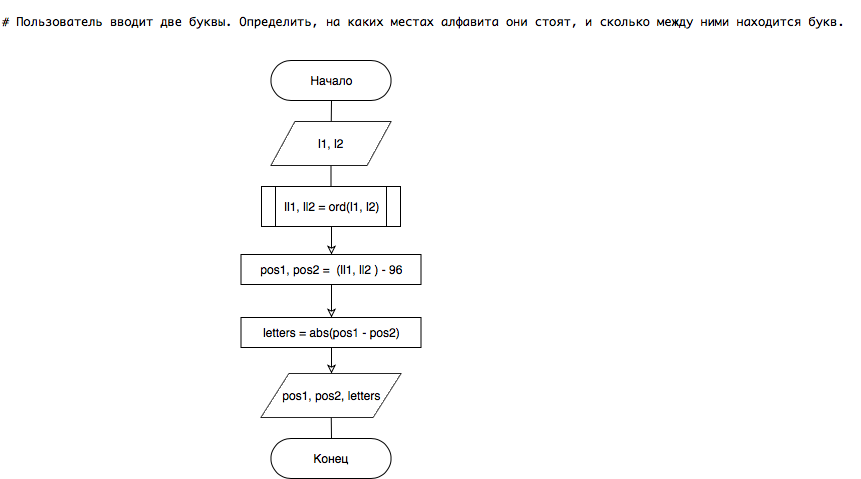 # Пользователь вводит две буквы. Определить, на каких местах алфавита они стоят, и сколько между ними находится букв.
Начало
l1, l2
ll1, ll2 = ord(l1, l2)
pos1, pos2 = (ll1, ll2 ) - 96
letters = abs(pos1 - pos2)
pos1, pos2, letters
Конец